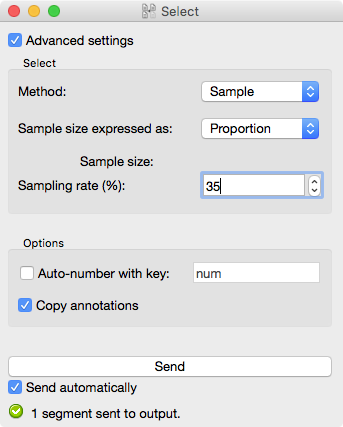 Select
Advanced settings
Select
Method: Sample
Sample size expressed as: Proportion
Sample size:
Sampling rate (%): 35
Options
Auto-number with key: num
Copy annotations
Send
Send automatically
1 segment sent to output.